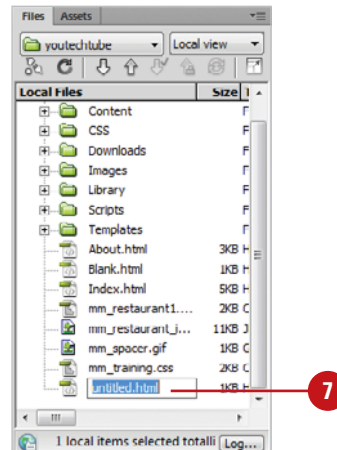 Files Assets
youtechtube Local view
Local Files Size T
Content F
CSS F
Downloads F
Images F
Library F
Scripts F
Templates F
About.html 3KB H
Blank.html 1KB H
Index.html 5KB H
mm_restaurant1.... 2KB C
mm_restaurant_j... 11KB J
mm_spacer.gif 1KB G
mm_training.css 2KB C
untitled.html 1KB H
7
1 local items selected totalli Log...